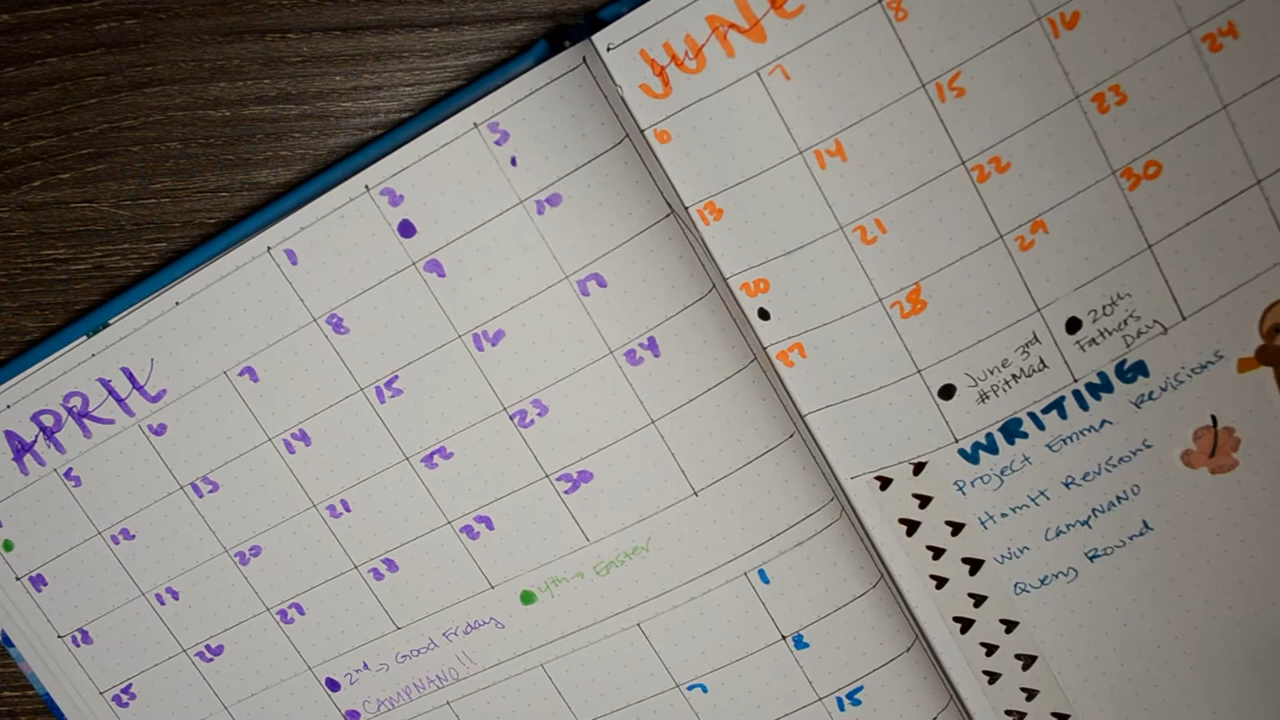 APRIL
1 2 3
5 6 7 8 9 10
11 12 13 14 15 16 17
18 19 20 21 22 23 24
25 26 27 28 29 30
2nd → Good Friday
4th → Easter
CAMPNANO!!
1
7 8
15
JUNE
6 7 8
13 14 15 16
20 21 22 23 24
27 28 29 30
June 3rd
#PitMad
20th
Fathers
Day
WRITING
Project Emma Revisions
HamH Revisions
Win CampNANO
Query Round